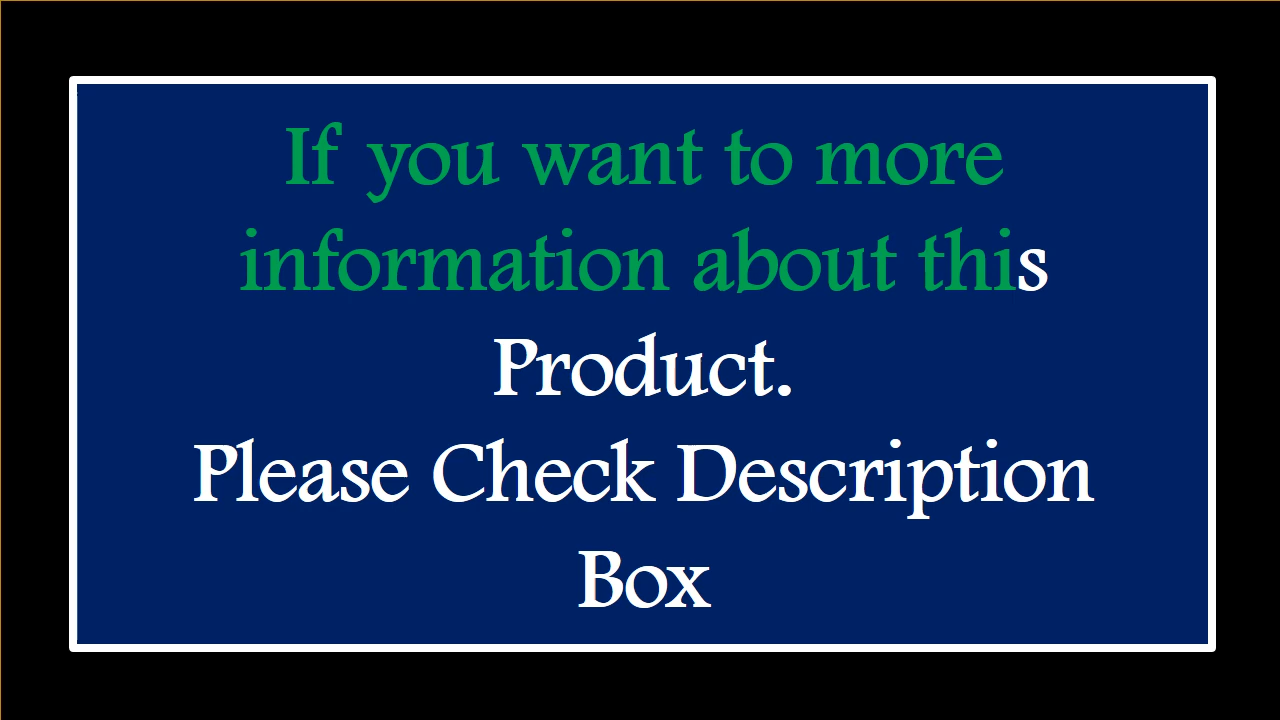 If you want to more
information about this
Product.
Please Check Description
Box